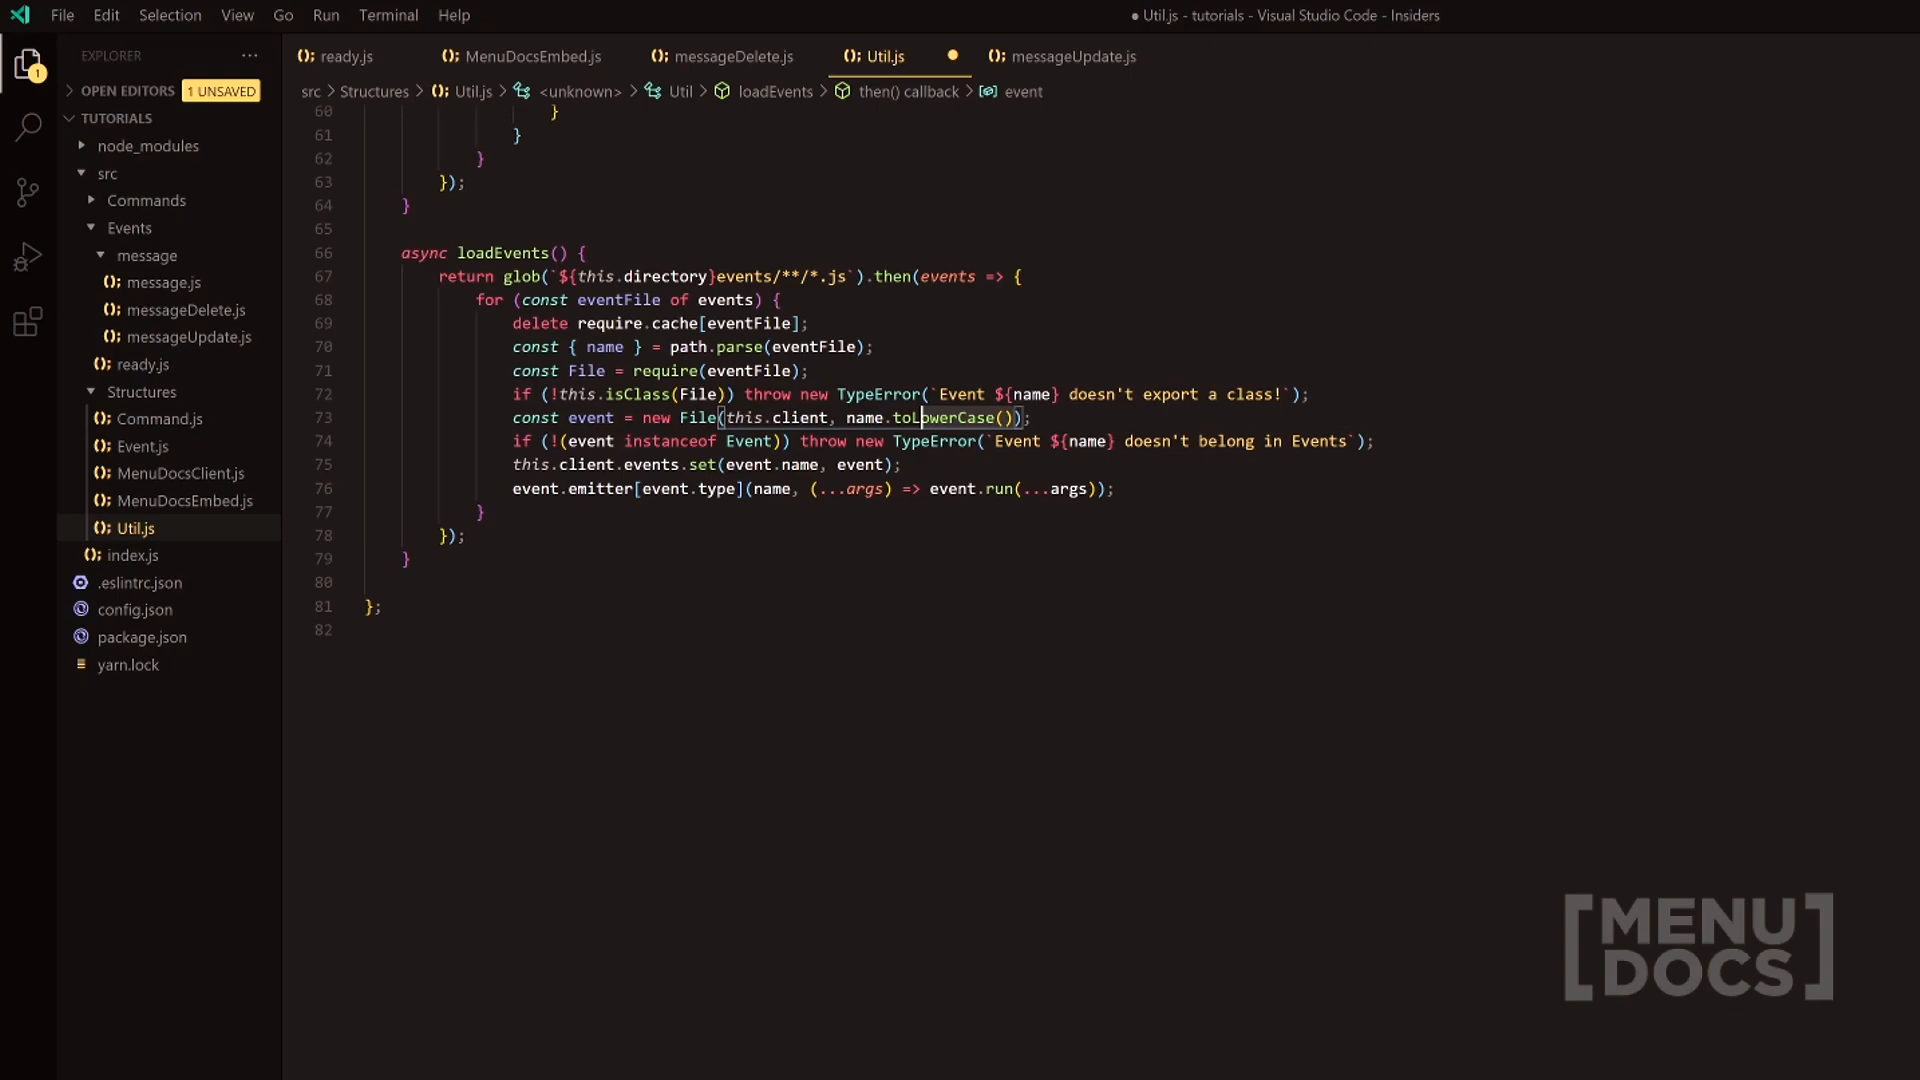 File Edit Selection View Go Run Terminal Help
● Util.js - tutorials - Visual Studio Code - Insiders
EXPLORER ···
1
OPEN EDITORS 1 UNSAVED
TUTORIALS
node_modules
src
Commands
Events
message
message.js
messageDelete.js
messageUpdate.js
ready.js
Structures
Command.js
Event.js
MenuDocsClient.js
MenuDocsEmbed.js
Util.js
index.js
.eslintrc.json
config.json
package.json
yarn.lock
ready.js MenuDocsEmbed.js messageDelete.js Util.js messageUpdate.js
src > Structures > Util.js > <unknown> > Util > loadEvents > then() callback > event
60 }
61 }
62 }
63 });
64 }
65
66 async loadEvents() {
67 return glob(`${this.directory}events/**/*.js`).then(events => {
68 for (const eventFile of events) {
69 delete require.cache[eventFile];
70 const { name } = path.parse(eventFile);
71 const File = require(eventFile);
72 if (!this.isClass(File)) throw new TypeError(`Event ${name} doesn't export a class!`);
73 const event = new File(this.client, name.toLowerCase());
74 if (!(event instanceof Event)) throw new TypeError(`Event ${name} doesn't belong in Events`);
75 this.client.events.set(event.name, event);
76 event.emitter[event.type](name, (...args) => event.run(...args));
77 }
78 });
79 }
80
81 };
82
[MENU
DOCS]